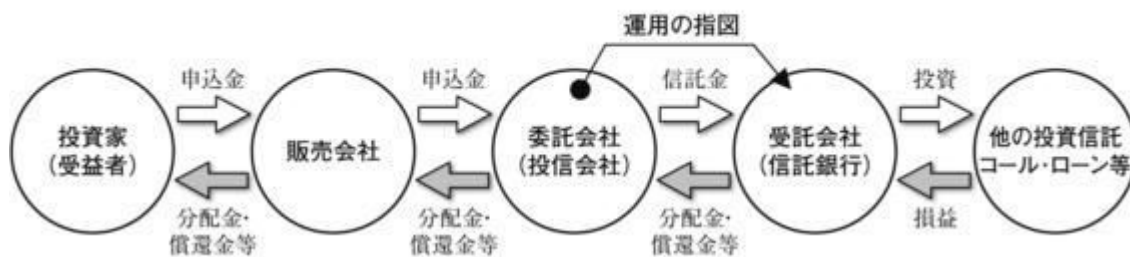 運用の指図
申込金
申込金
信託金
投資
投資家
(受益者)
販売会社
委託会社
(投信会社)
受託会社
(信託銀行)
他の投資信託
コール・ローン等
分配金・
償還金等
分配金・
償還金等
分配金・
償還金等
損益